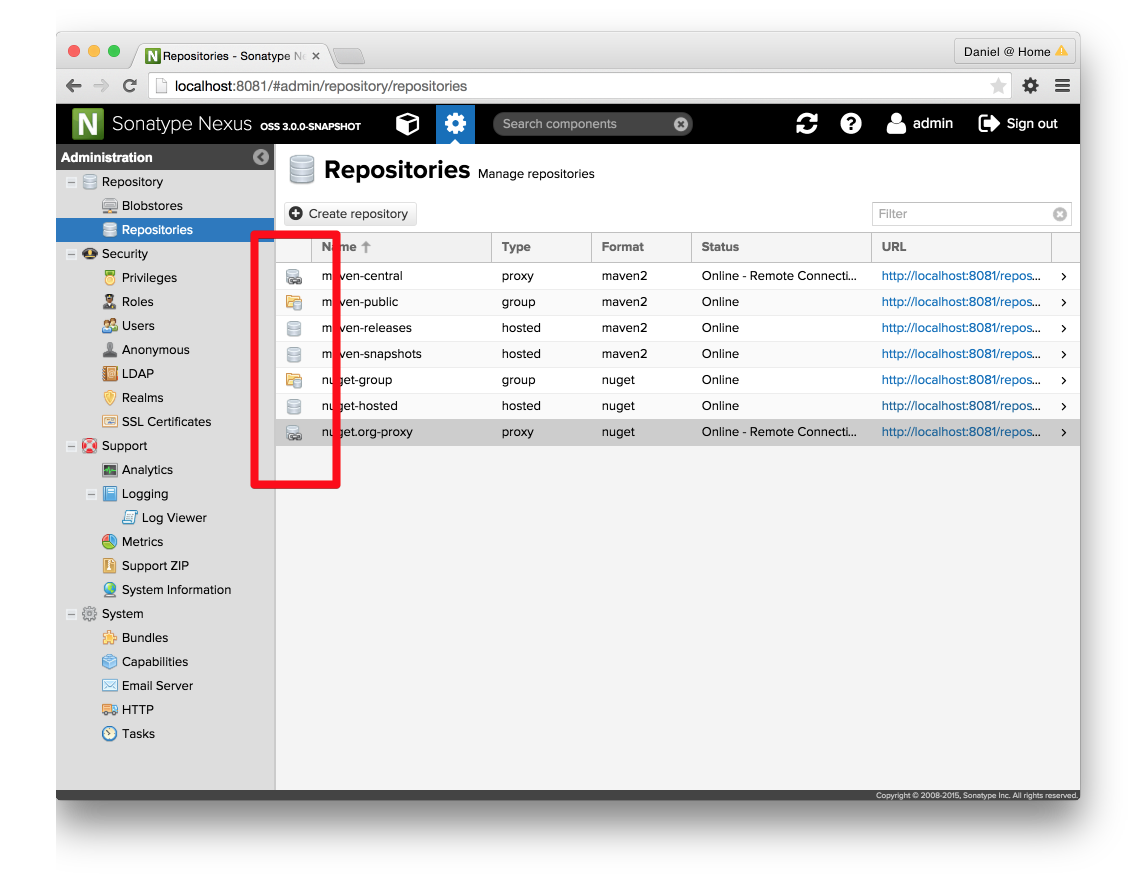 Repositories - Sonatype Ne
Daniel @ Home
localhost:8081/#admin/repository/repositories
N Sonatype Nexus OSS 3.0.0-SNAPSHOT
Search components
admin
Sign out
Administration
Repository
Blobstores
Repositories
Security
Privileges
Roles
Users
Anonymous
LDAP
Realms
SSL Certificates
Support
Analytics
Logging
Log Viewer
Metrics
Support ZIP
System Information
System
Bundles
Capabilities
Email Server
HTTP
Tasks
Repositories Manage repositories
Create repository
Filter
Name Type Format Status URL
maven-central proxy maven2 Online - Remote Connecti... http://localhost:8081/repos...
maven-public group maven2 Online http://localhost:8081/repos...
maven-releases hosted maven2 Online http://localhost:8081/repos...
maven-snapshots hosted maven2 Online http://localhost:8081/repos...
nuget-group group nuget Online http://localhost:8081/repos...
nuget-hosted hosted nuget Online http://localhost:8081/repos...
nuget.org-proxy proxy nuget Online - Remote Connecti... http://localhost:8081/repos...
Copyright © 2008-2015, Sonatype Inc. All rights reserved.